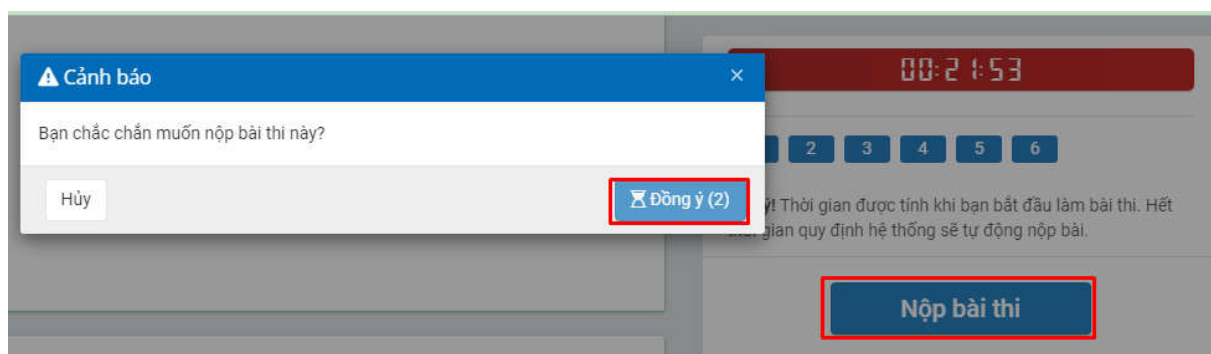 Cảnh báo
×
Bạn chắc chắn muốn nộp bài thi này?
Hủy
Đồng ý (2)
00:21:53
2 3 4 5 6
ý! Thời gian được tính khi bạn bắt đầu làm bài thi. Hết
gian quy định hệ thống sẽ tự động nộp bài.
Nộp bài thi